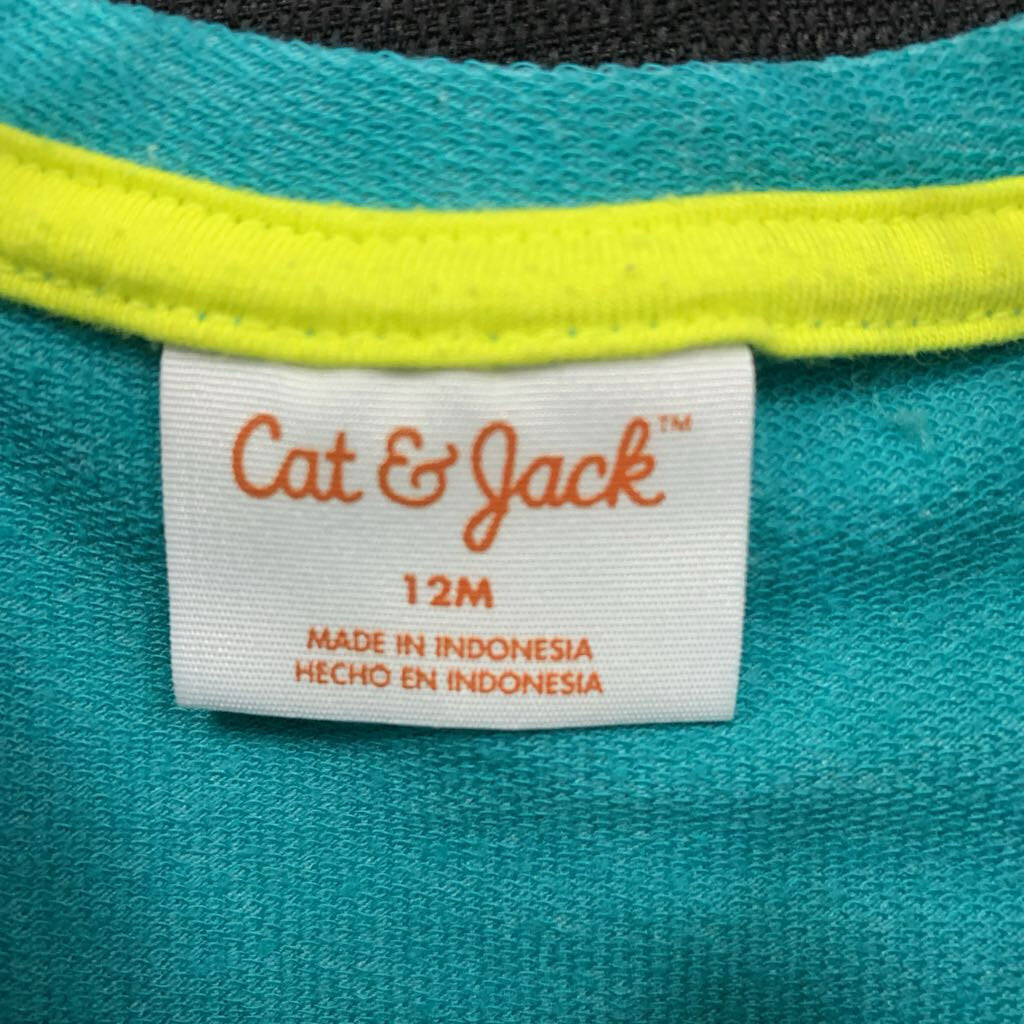 Cat & Jack™
12M
MADE IN INDONESIA
HECHO EN INDONESIA